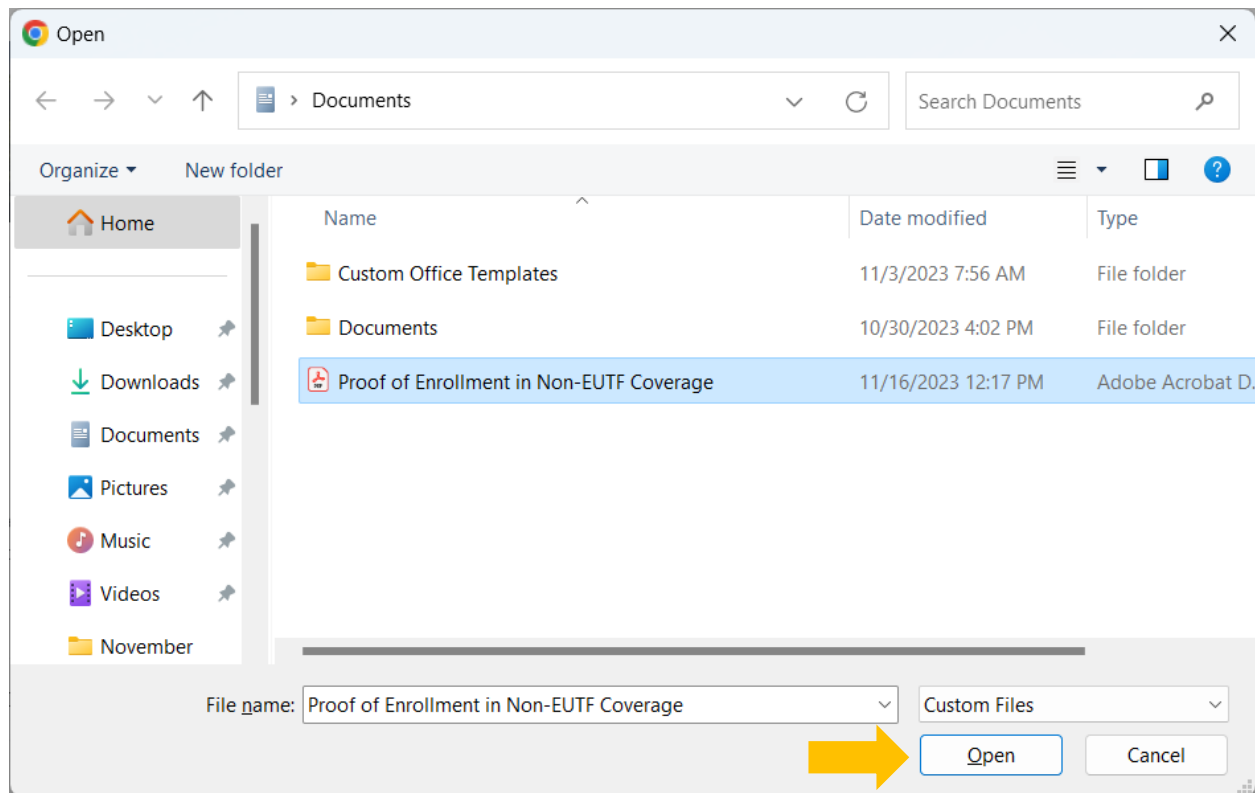 Open
Documents
Search Documents
Organize
New folder
Home
Name
Date modified
Type
Custom Office Templates 11/3/2023 7:56 AM File folder
Desktop
Documents 10/30/2023 4:02 PM File folder
Downloads
Proof of Enrollment in Non-EUTF Coverage 11/16/2023 12:17 PM Adobe Acrobat D.
Documents
Pictures
Music
Videos
November
File name: Proof of Enrollment in Non-EUTF Coverage
Custom Files
Open
Cancel